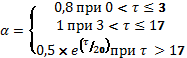 α = { 0,8 при 0 < τ ≤ 3
1 при 3 < τ ≤ 17
0,5 × e^(τ/20) при τ > 17